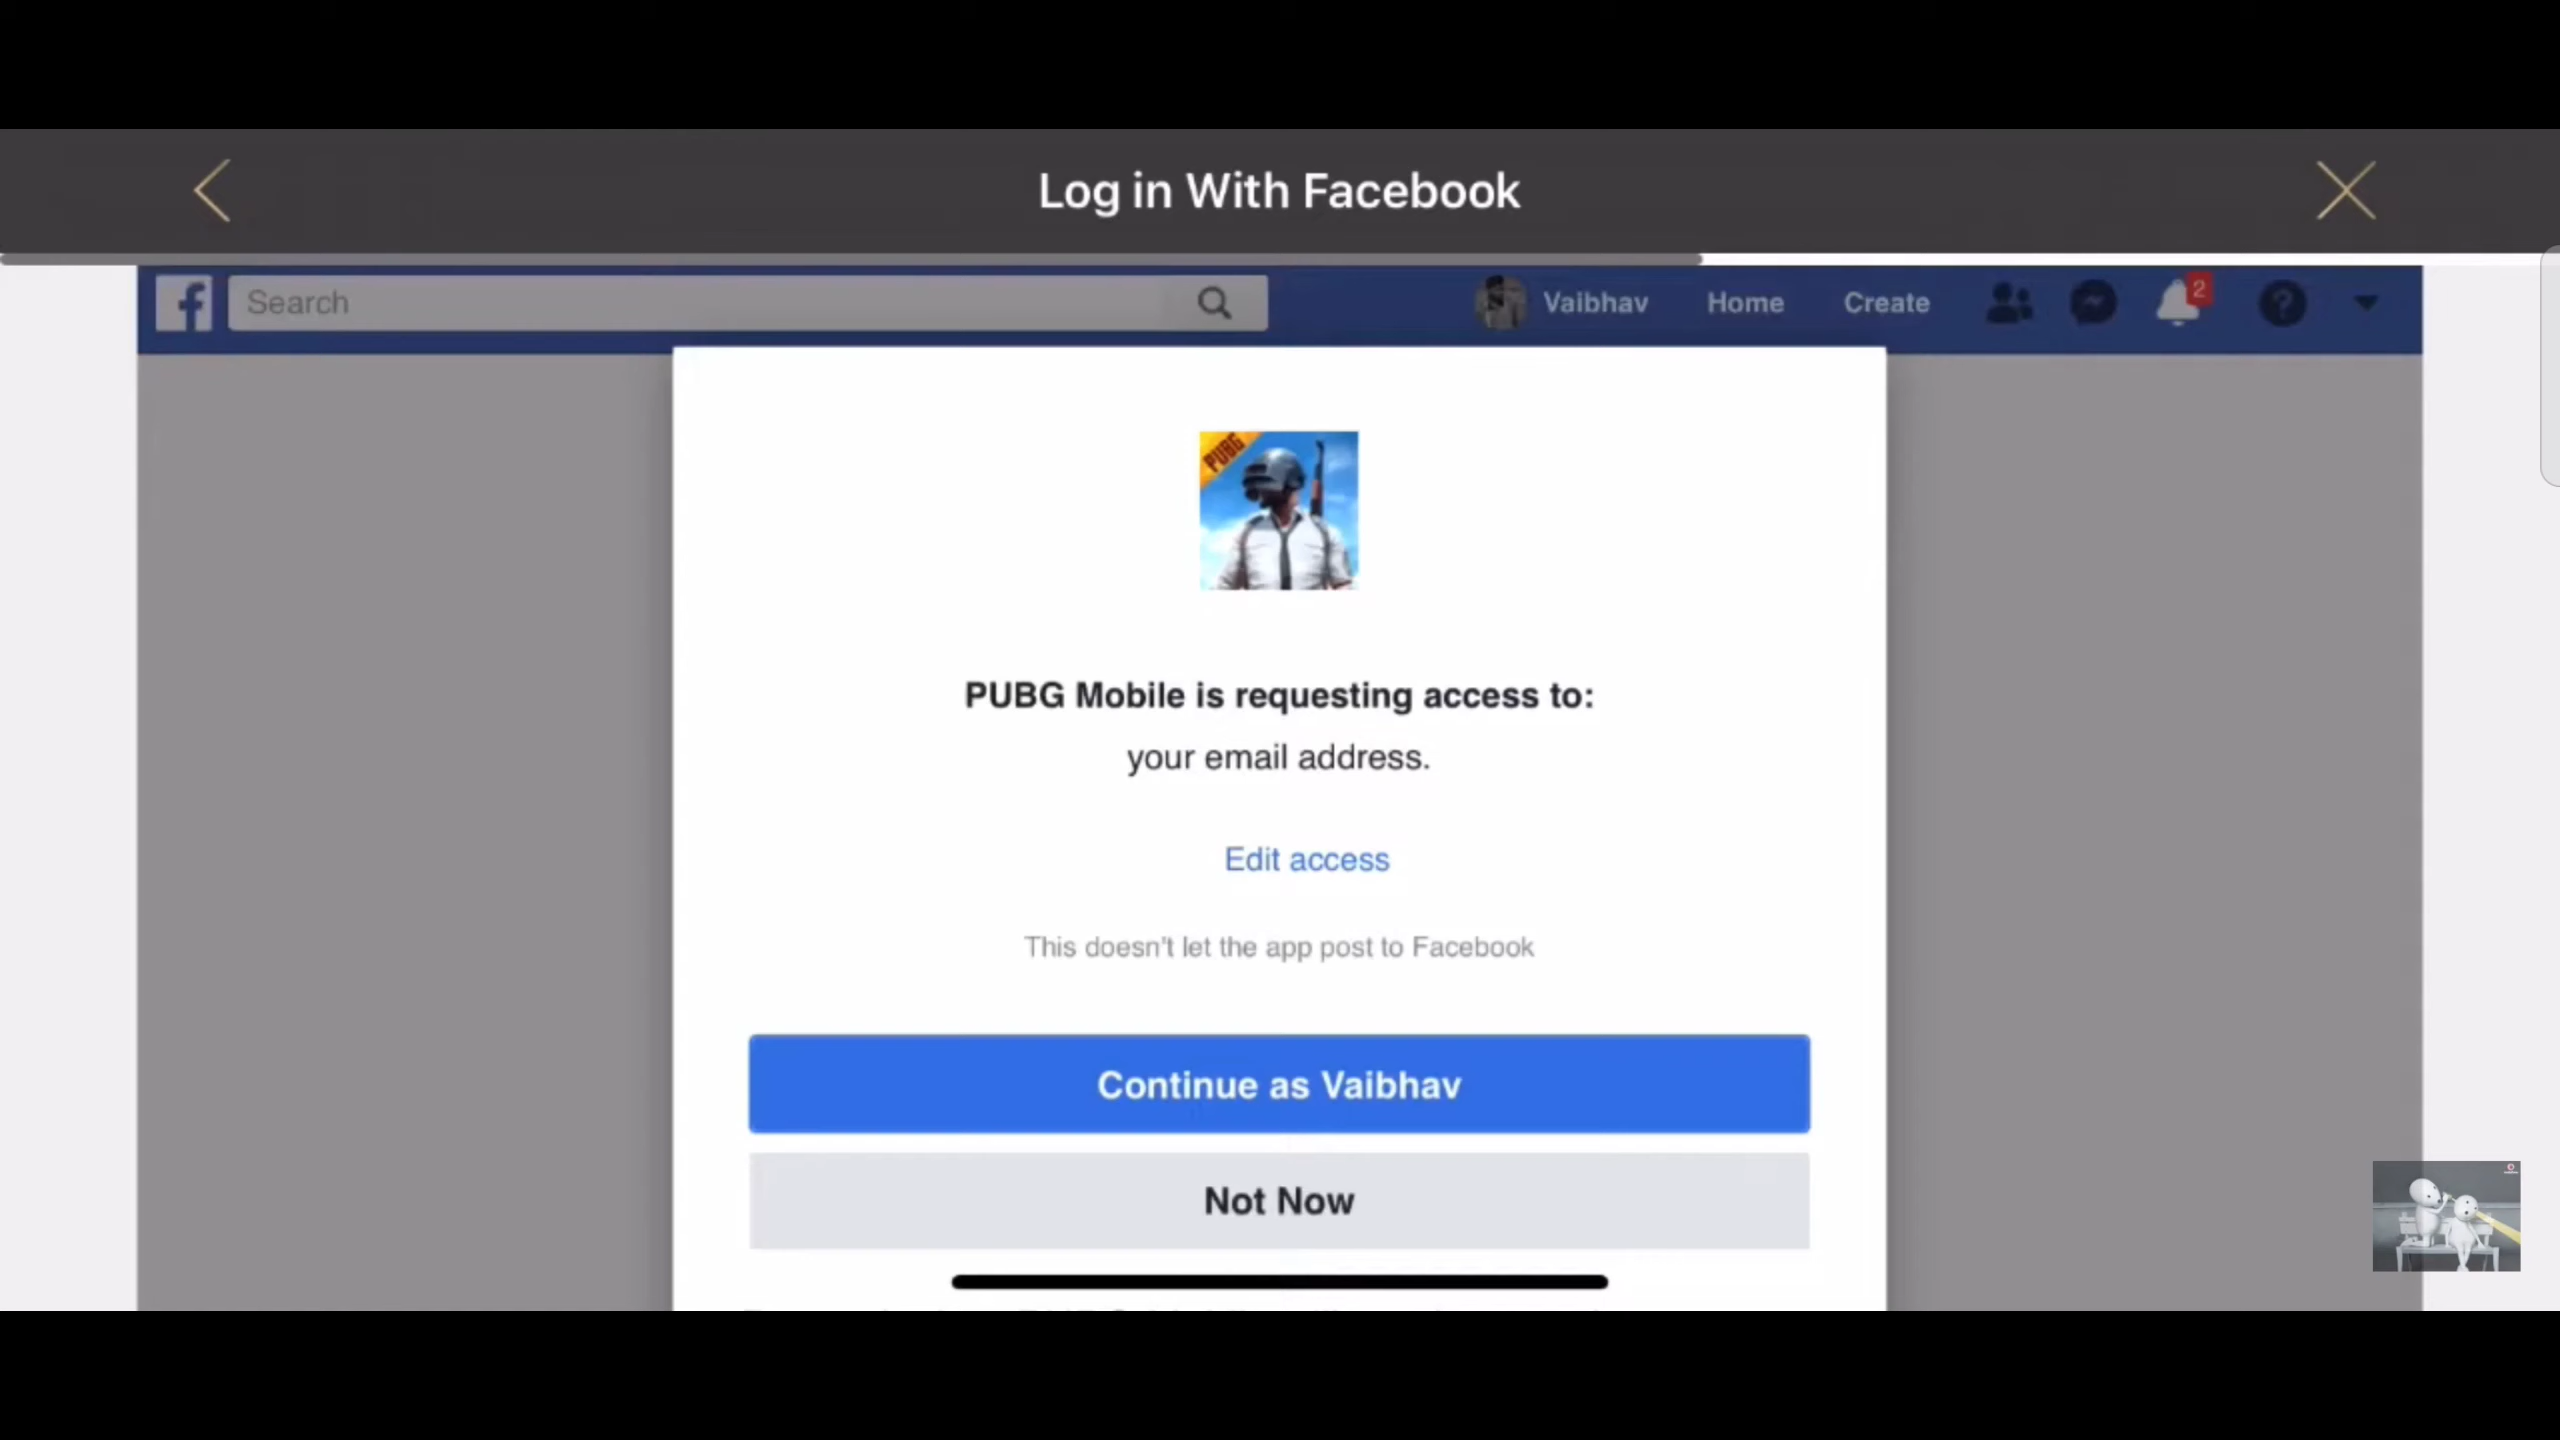 Log in With Facebook
Search
Vaibhav
Home
Create
2
PUBG
PUBG Mobile is requesting access to:
your email address.
Edit access
This doesn't let the app post to Facebook
Continue as Vaibhav
Not Now